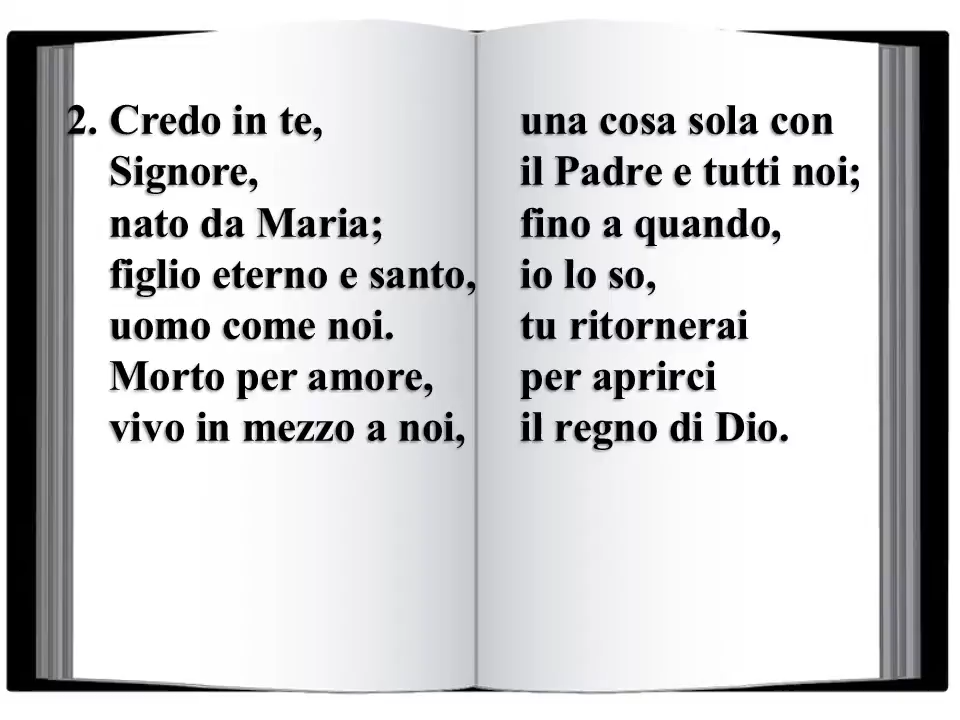 2. Credo in te,
Signore,
nato da Maria;
figlio eterno e santo,
uomo come noi.
Morto per amore,
vivo in mezzo a noi,
una cosa sola con
il Padre e tutti noi;
fino a quando,
io lo so,
tu ritornerai
per aprirci
il regno di Dio.